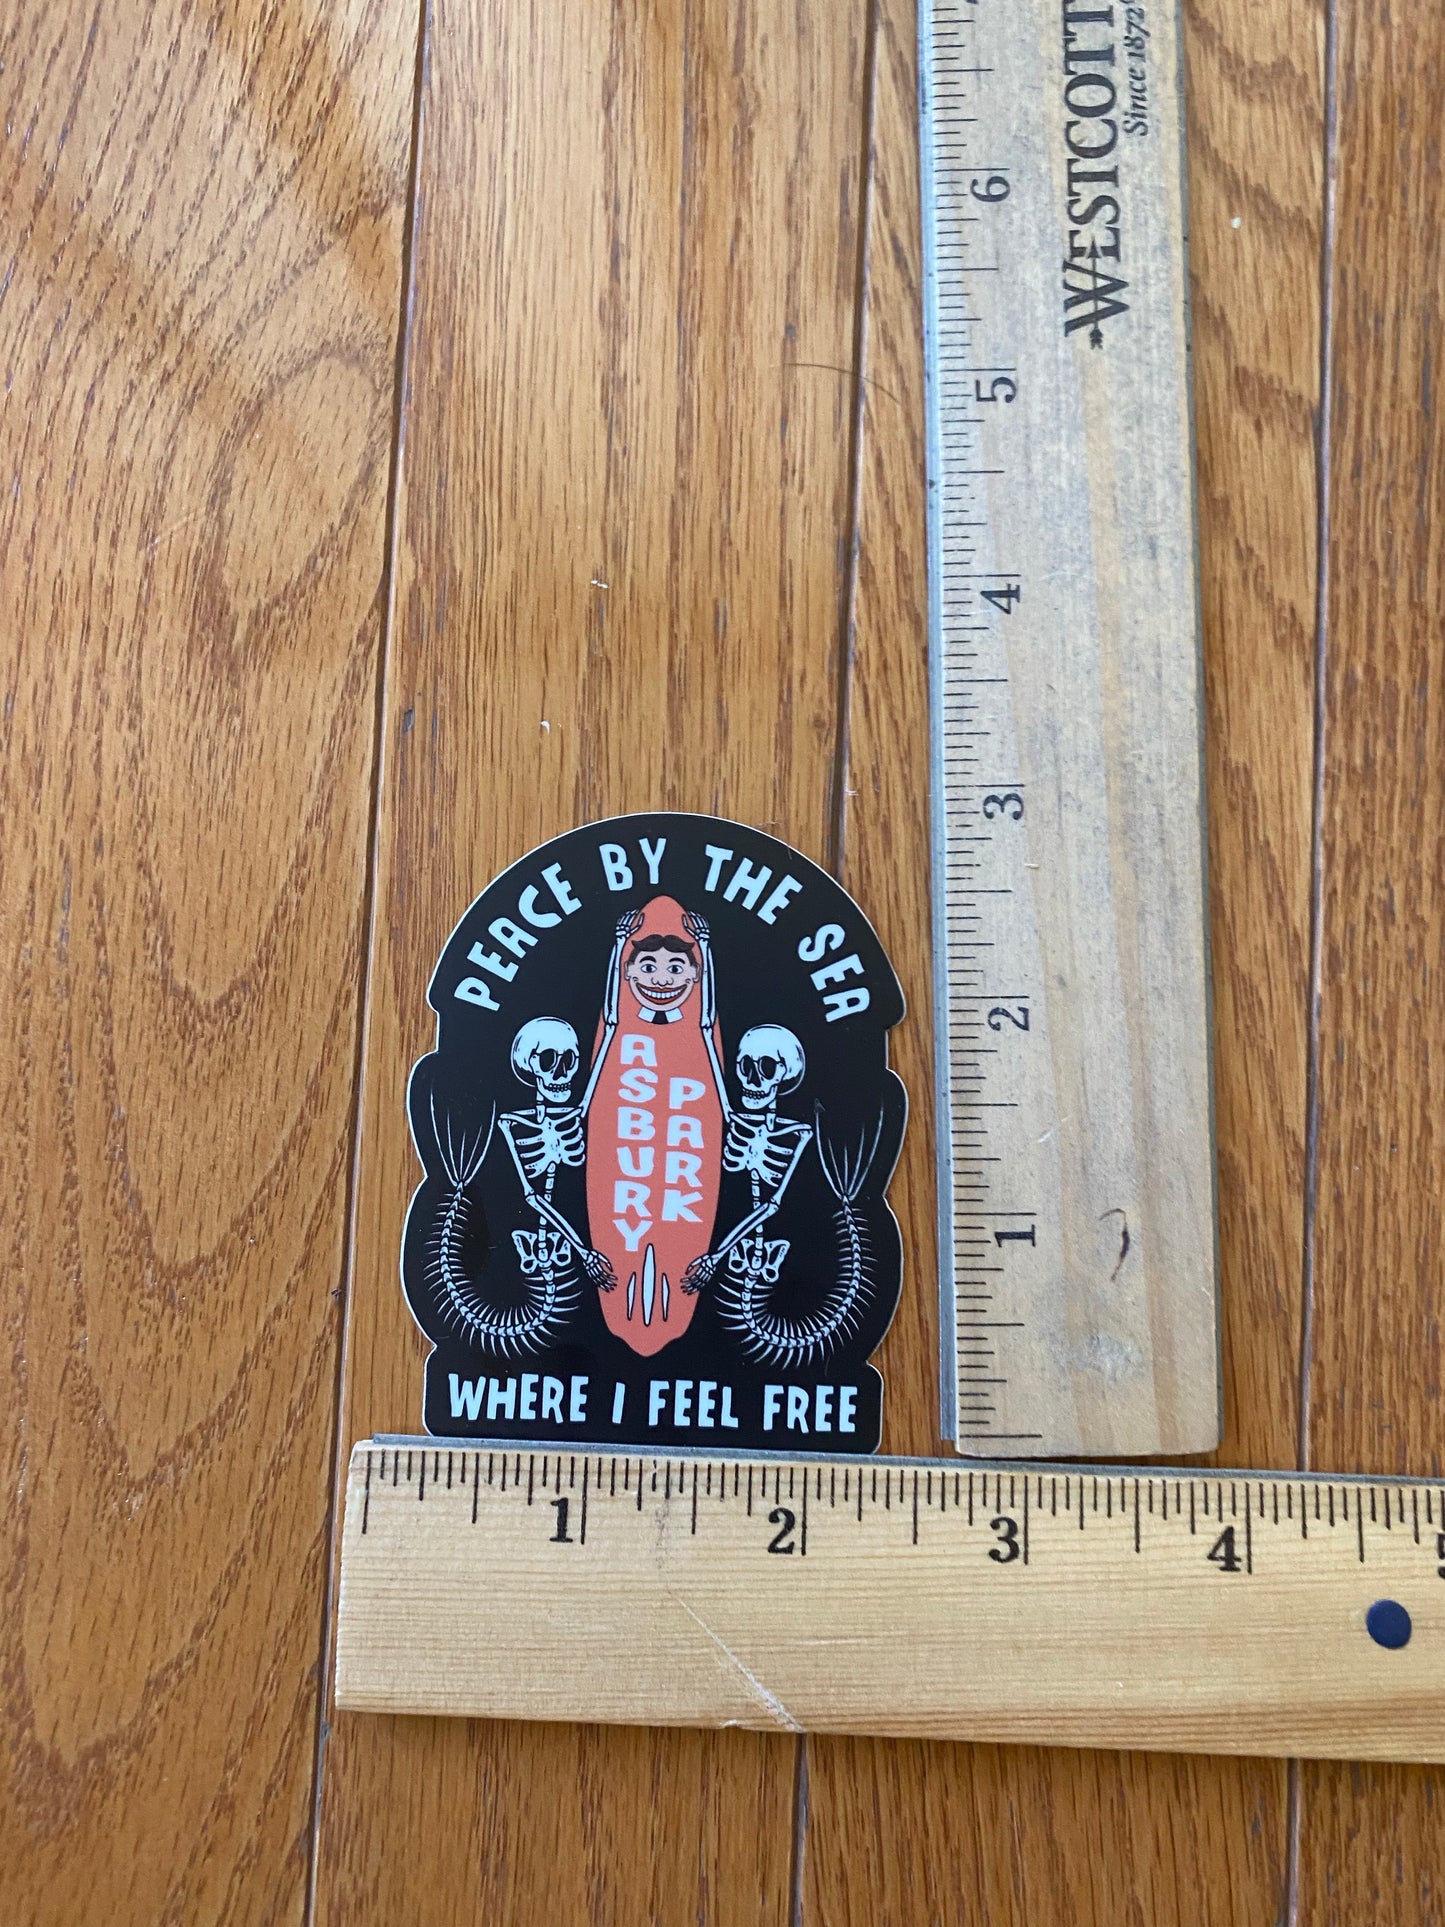 PEACE BY THE SEA
ASBURY
PARK
WHERE I FEEL FREE
WESTCOTT
Since 1872
6
5
4
3
2
1
1 2 3 4